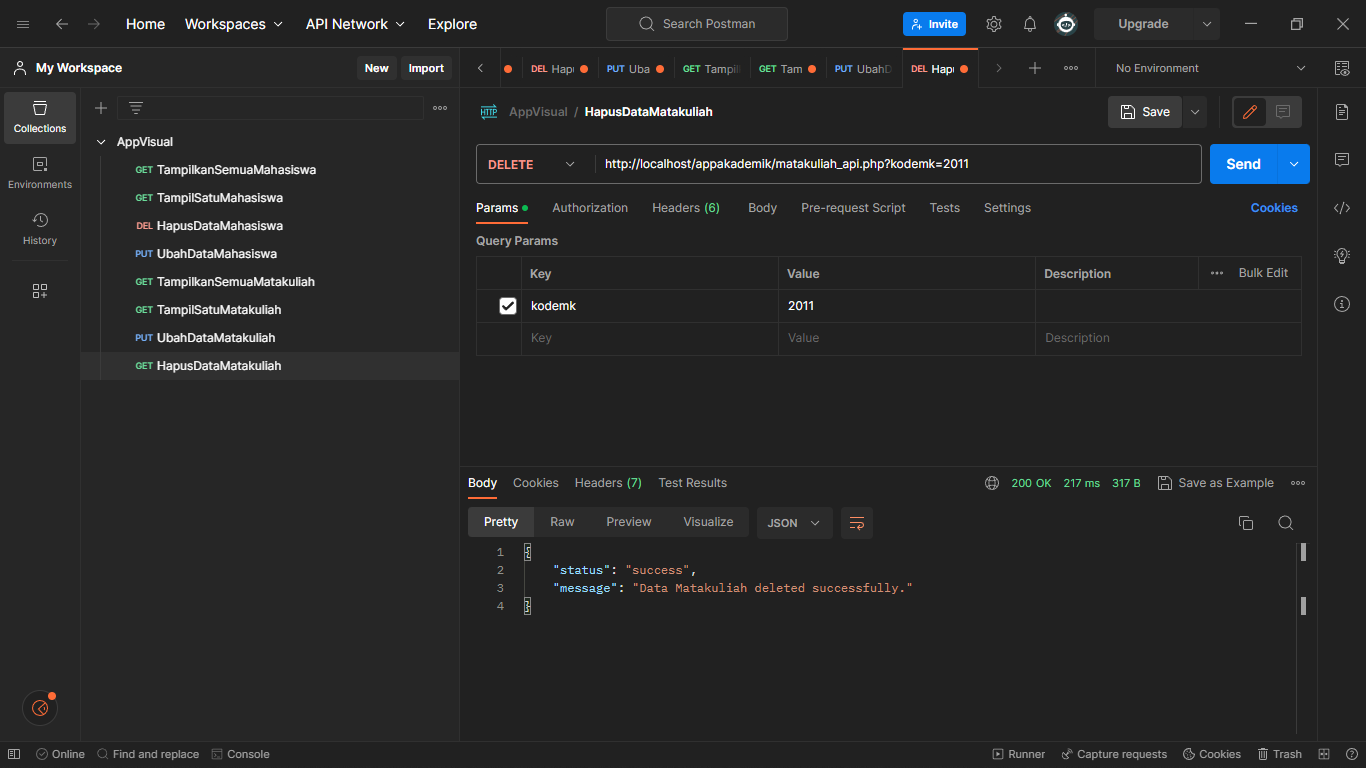 Home Workspaces API Network Explore Search Postman Invite Upgrade
My Workspace New Import DEL Hap PUT Uba GET Tampil GET Tam PUT UbahD DEL Hap No Environment
AppVisual / HapusDataMatakuliah Save
Collections
Environments
History
AppVisual
GET TampilkanSemuaMahasiswa
GET TampilSatuMahasiswa
DEL HapusDataMahasiswa
PUT UbahDataMahasiswa
GET TampilkanSemuaMatakuliah
GET TampilSatuMatakuliah
PUT UbahDataMatakuliah
GET HapusDataMatakuliah
HTTP
DELETE http://localhost/appakademik/matakuliah_api.php?kodemk=2011 Send
Params Authorization Headers (6) Body Pre-request Script Tests Settings Cookies
Query Params
Key Value Description Bulk Edit
kodemk 2011
Key Value Description
Body Cookies Headers (7) Test Results 200 OK 217 ms 317 B Save as Example
Pretty Raw Preview Visualize JSON
1 {
2 "status": "success",
3 "message": "Data Matakuliah deleted successfully."
4 }
Online Find and replace Console Runner Capture requests Cookies Trash